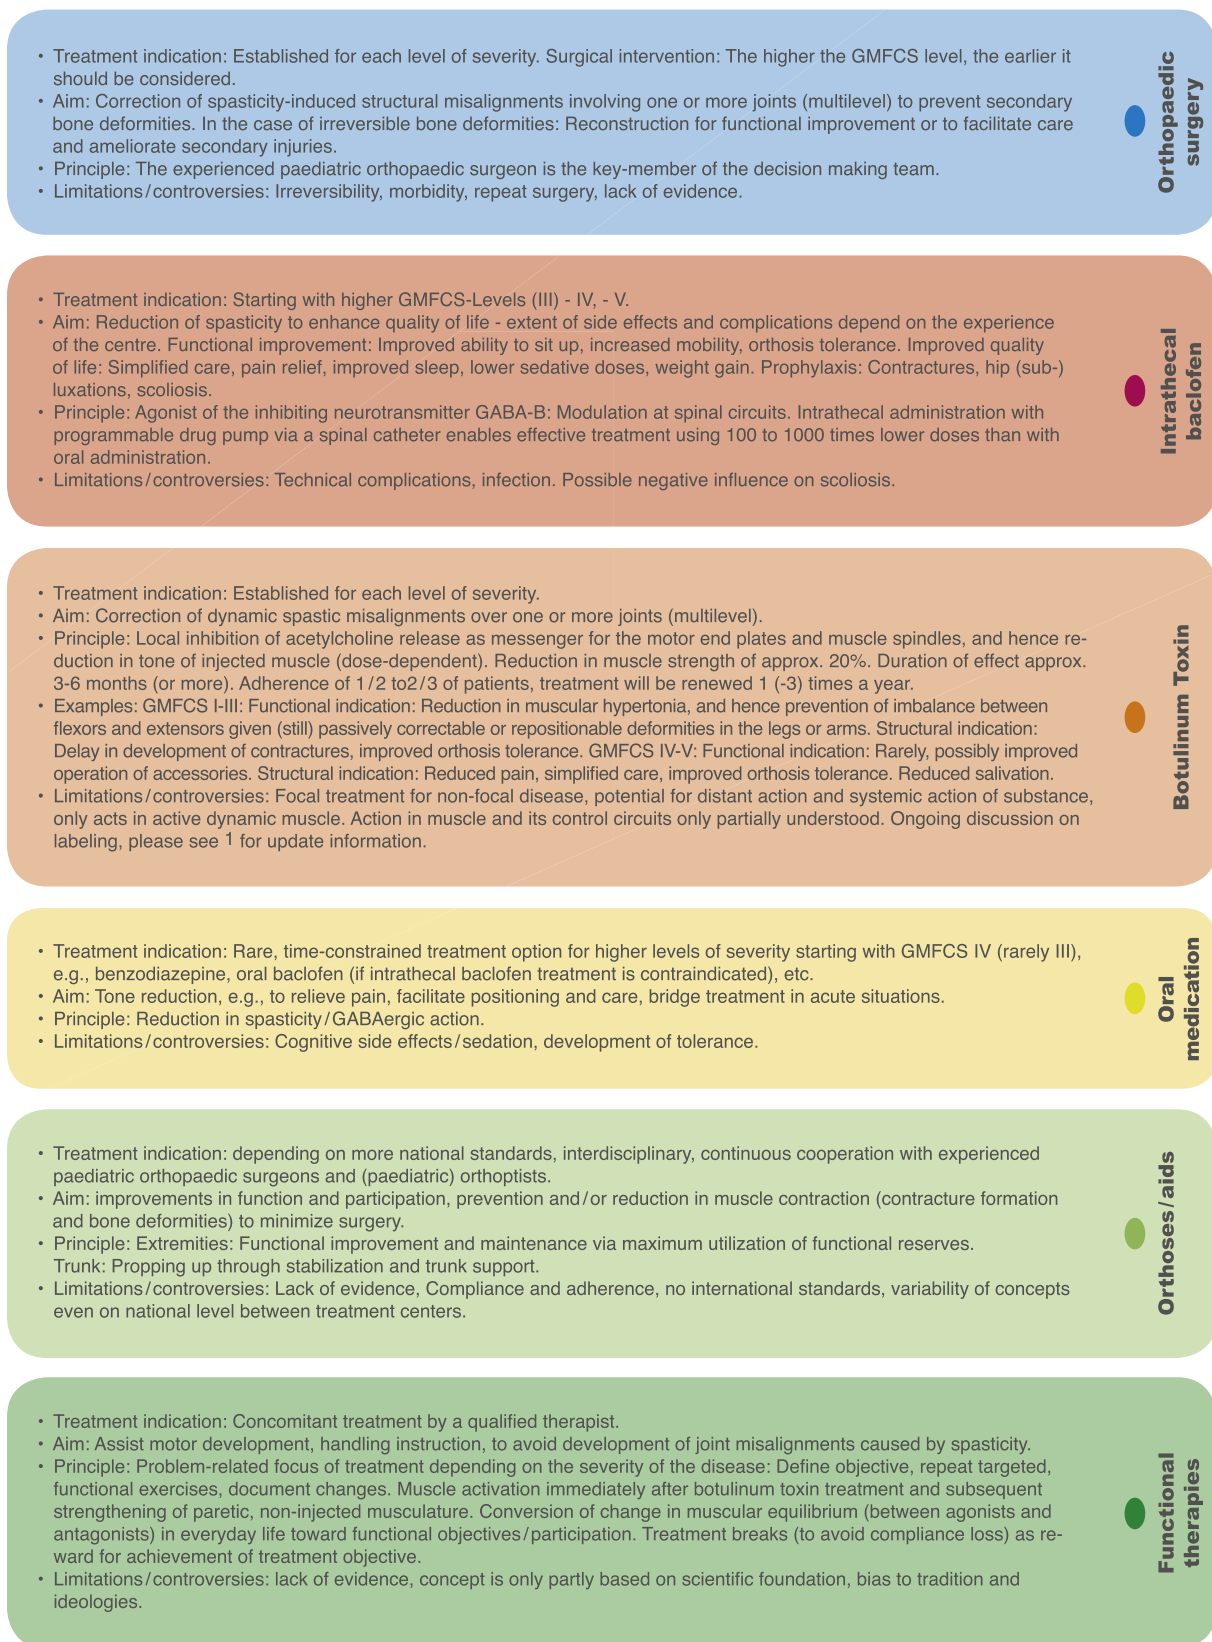 • Treatment indication: Established for each level of severity. Surgical intervention: The higher the GMFCS level, the earlier it
should be considered.
• Aim: Correction of spasticity-induced structural misalignments involving one or more joints (multilevel) to prevent secondary
bone deformities. In the case of irreversible bone deformities: Reconstruction for functional improvement or to facilitate care
and ameliorate secondary injuries.
• Principle: The experienced paediatric orthopaedic surgeon is the key-member of the decision making team.
• Limitations/controversies: Irreversibility, morbidity, repeat surgery, lack of evidence.
Orthopaedic
surgery
• Treatment indication: Starting with higher GMFCS-Levels (III) - IV, - V.
• Aim: Reduction of spasticity to enhance quality of life - extent of side effects and complications depend on the experience
of the centre. Functional improvement: Improved ability to sit up, increased mobility, orthosis tolerance. Improved quality
of life: Simplified care, pain relief, improved sleep, lower sedative doses, weight gain. Prophylaxis: Contractures, hip (sub-)
luxations, scoliosis.
• Principle: Agonist of the inhibiting neurotransmitter GABA-B: Modulation at spinal circuits. Intrathecal administration with
programmable drug pump via a spinal catheter enables effective treatment using 100 to 1000 times lower doses than with
oral administration.
• Limitations/controversies: Technical complications, infection. Possible negative influence on scoliosis.
Intrathecal
baclofen
• Treatment indication: Established for each level of severity.
• Aim: Correction of dynamic spastic misalignments over one or more joints (multilevel).
• Principle: Local inhibition of acetylcholine release as messenger for the motor end plates and muscle spindles, and hence re-
duction in tone of injected muscle (dose-dependent). Reduction in muscle strength of approx. 20%. Duration of effect approx.
3-6 months (or more). Adherence of 1/2 to2/3 of patients, treatment will be renewed 1 (-3) times a year.
• Examples: GMFCS I-III: Functional indication: Reduction in muscular hypertonia, and hence prevention of imbalance between
flexors and extensors given (still) passively correctable or repositionable deformities in the legs or arms. Structural indication:
Delay in development of contractures, improved orthosis tolerance. GMFCS IV-V: Functional indication: Rarely, possibly improved
operation of accessories. Structural indication: Reduced pain, simplified care, improved orthosis tolerance. Reduced salivation.
• Limitations/controversies: Focal treatment for non-focal disease, potential for distant action and systemic action of substance,
only acts in active dynamic muscle. Action in muscle and its control circuits only partially understood. Ongoing discussion on
labeling, please see 1 for update information.
Botulinum Toxin
• Treatment indication: Rare, time-constrained treatment option for higher levels of severity starting with GMFCS IV (rarely III),
e.g., benzodiazepine, oral baclofen (if intrathecal baclofen treatment is contraindicated), etc.
• Aim: Tone reduction, e.g., to relieve pain, facilitate positioning and care, bridge treatment in acute situations.
• Principle: Reduction in spasticity/GABAergic action.
• Limitations/controversies: Cognitive side effects/sedation, development of tolerance.
Oral
medication
• Treatment indication: depending on more national standards, interdisciplinary, continuous cooperation with experienced
paediatric orthopaedic surgeons and (paediatric) orthoptists.
• Aim: improvements in function and participation, prevention and/or reduction in muscle contraction (contracture formation
and bone deformities) to minimize surgery.
• Principle: Extremities: Functional improvement and maintenance via maximum utilization of functional reserves.
Trunk: Propping up through stabilization and trunk support.
• Limitations/controversies: Lack of evidence, Compliance and adherence, no international standards, variability of concepts
even on national level between treatment centers.
Orthoses/aids
• Treatment indication: Concomitant treatment by a qualified therapist.
• Aim: Assist motor development, handling instruction, to avoid development of joint misalignments caused by spasticity.
• Principle: Problem-related focus of treatment depending on the severity of the disease: Define objective, repeat targeted,
functional exercises, document changes. Muscle activation immediately after botulinum toxin treatment and subsequent
strengthening of paretic, non-injected musculature. Conversion of change in muscular equilibrium (between agonists and
antagonists) in everyday life toward functional objectives/participation. Treatment breaks (to avoid compliance loss) as re-
ward for achievement of treatment objective.
• Limitations/controversies: lack of evidence, concept is only partly based on scientific foundation, bias to tradition and
ideologies.
Functional
therapies